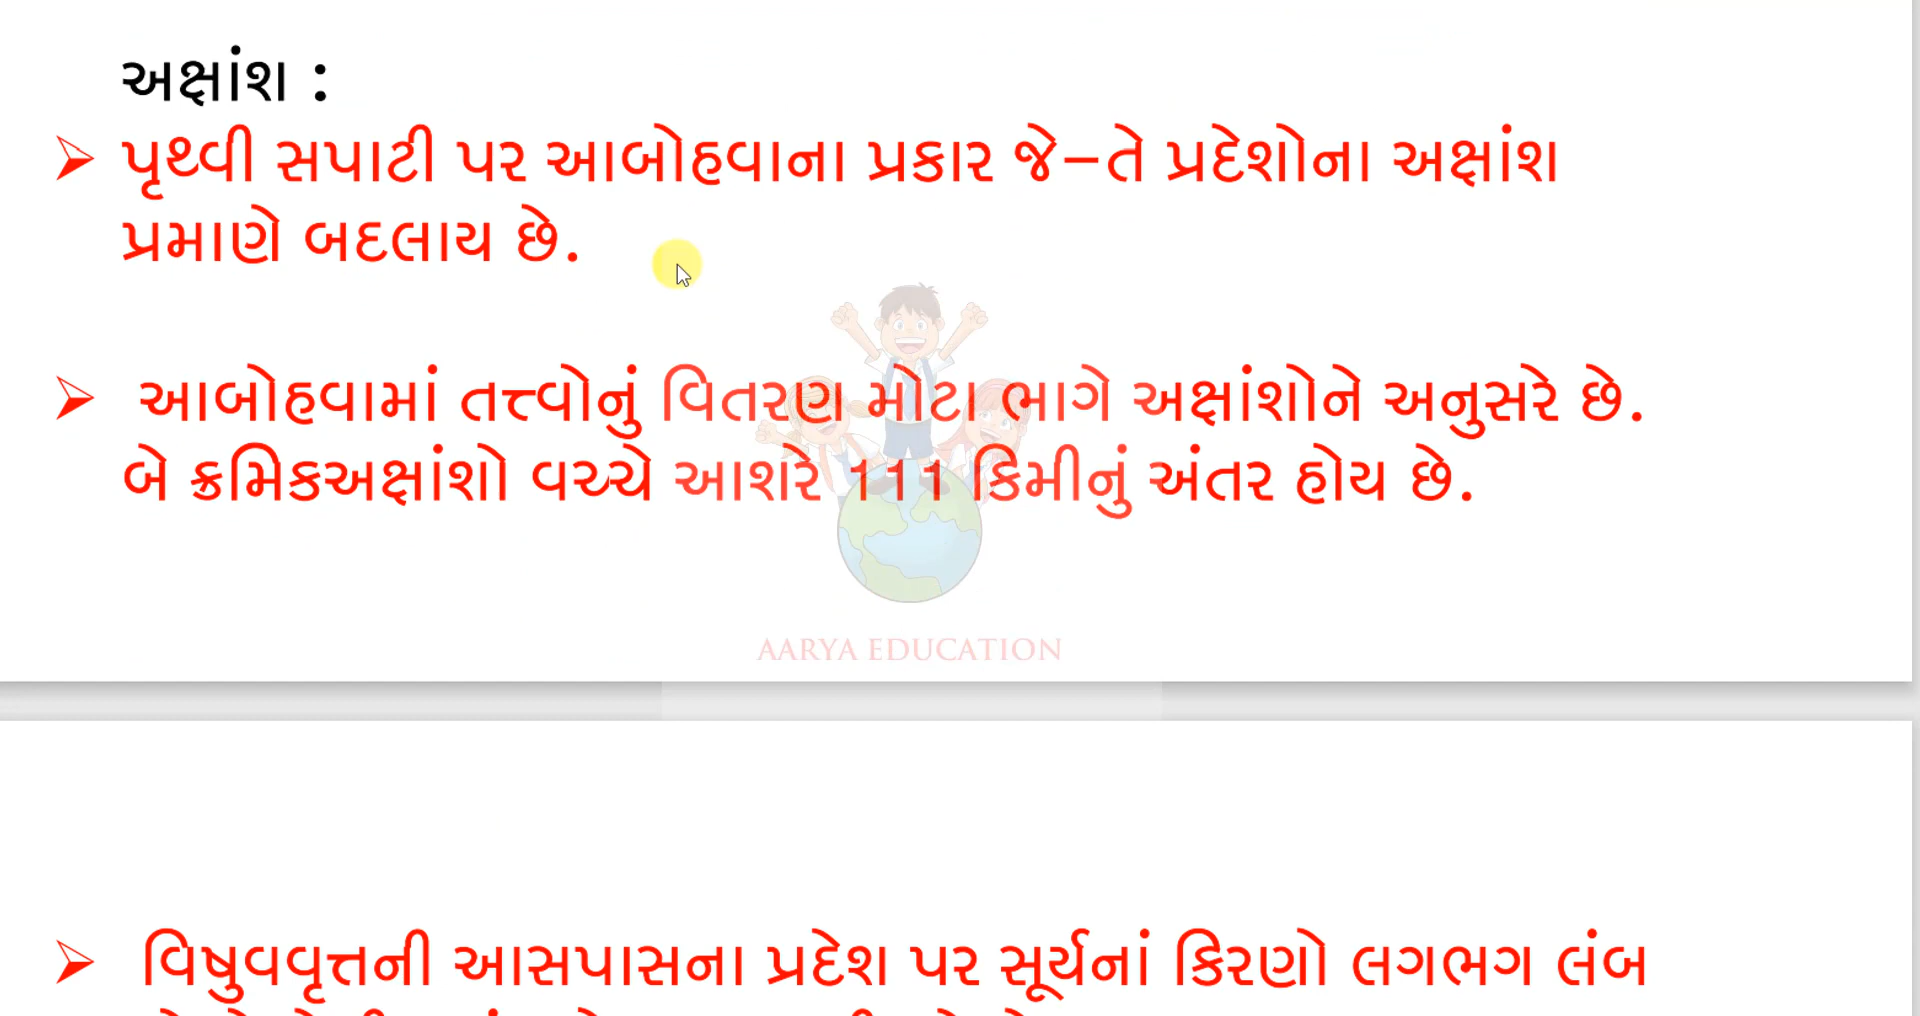 અક્ષાંશ :
➢ પૃથ્વી સપાટી પર આબોહવાના પ્રકાર જે–તે પ્રદેશોના અક્ષાંશ
પ્રમાણે બદલાય છે.
➢ આબોહવામાં તત્ત્વોનું વિતરણ મોટા ભાગે અક્ષાંશોને અનુસરે છે.
બે ક્રમિકઅક્ષાંશો વચ્ચે આશરે 111 કિમીનું અંતર હોય છે.
AARYA EDUCATION
➢ વિષુવવૃત્તની આસપાસના પ્રદેશ પર સૂર્યનાં કિરણો લગભગ લંબ